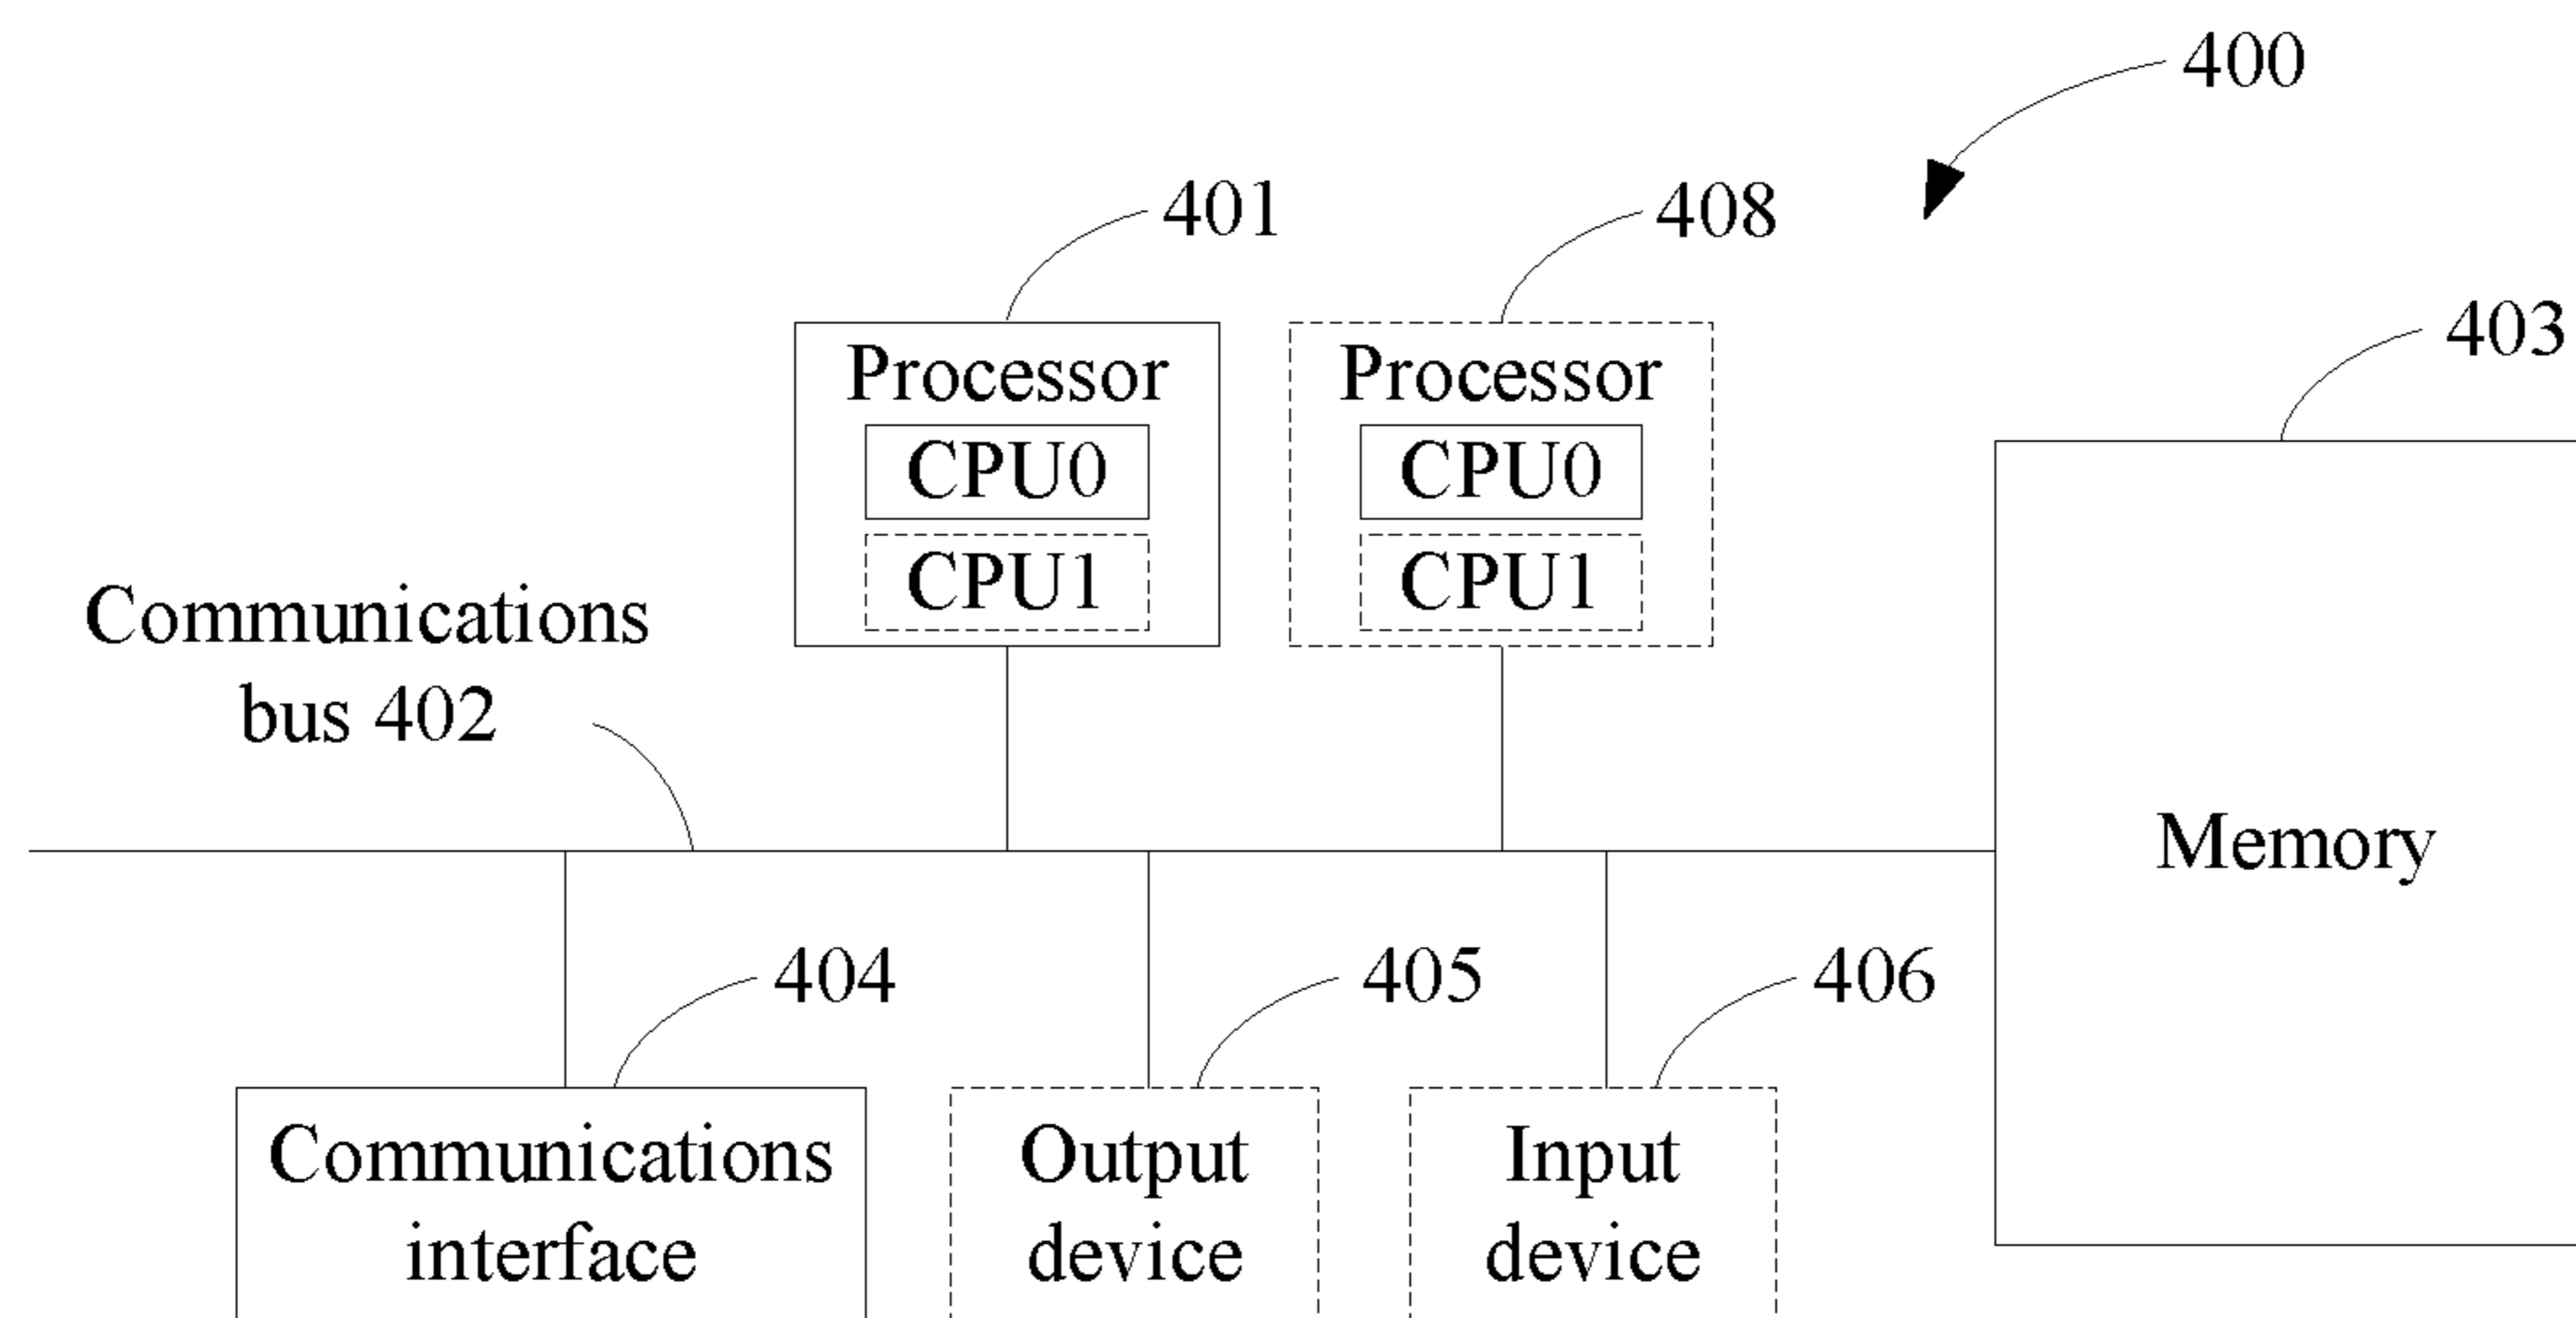 400
401
408
403
Processor
CPU0
CPU1
Processor
CPU0
CPU1
Communications
bus 402
Memory
404
405
406
Communications
interface
Output
device
Input
device